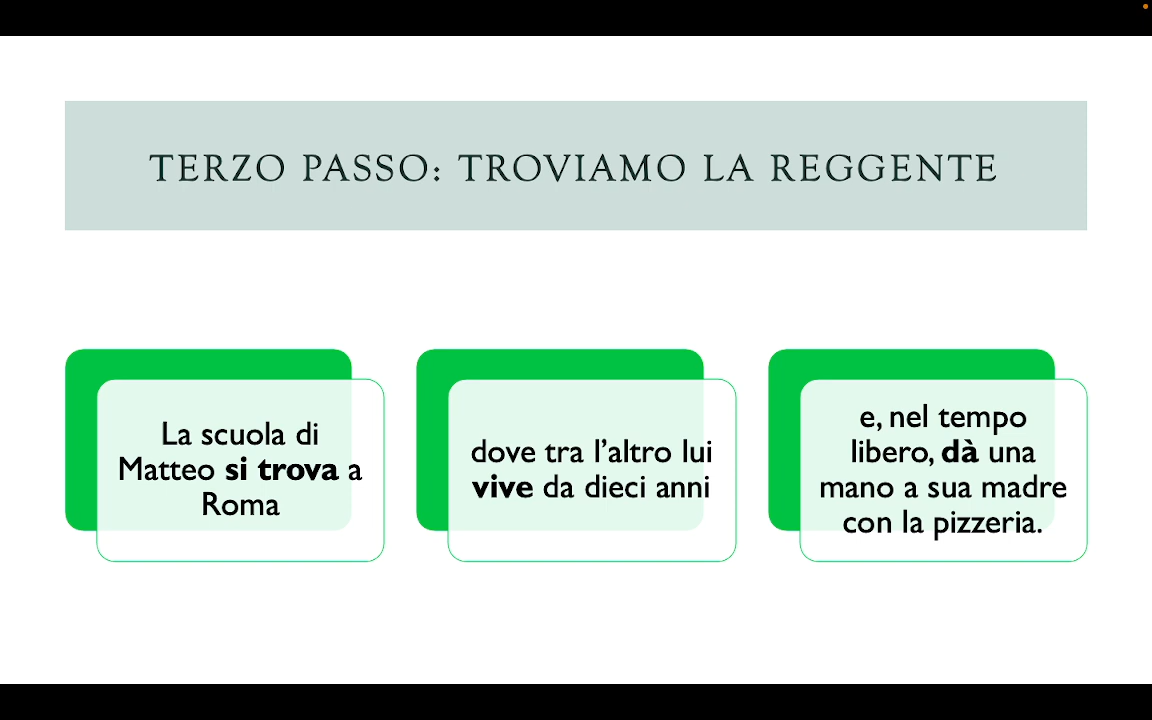 TERZO PASSO: TROVIAMO LA REGGENTE
La scuola di
Matteo si trova a
Roma
dove tra l’altro lui
vive da dieci anni
e, nel tempo
libero, dà una
mano a sua madre
con la pizzeria.